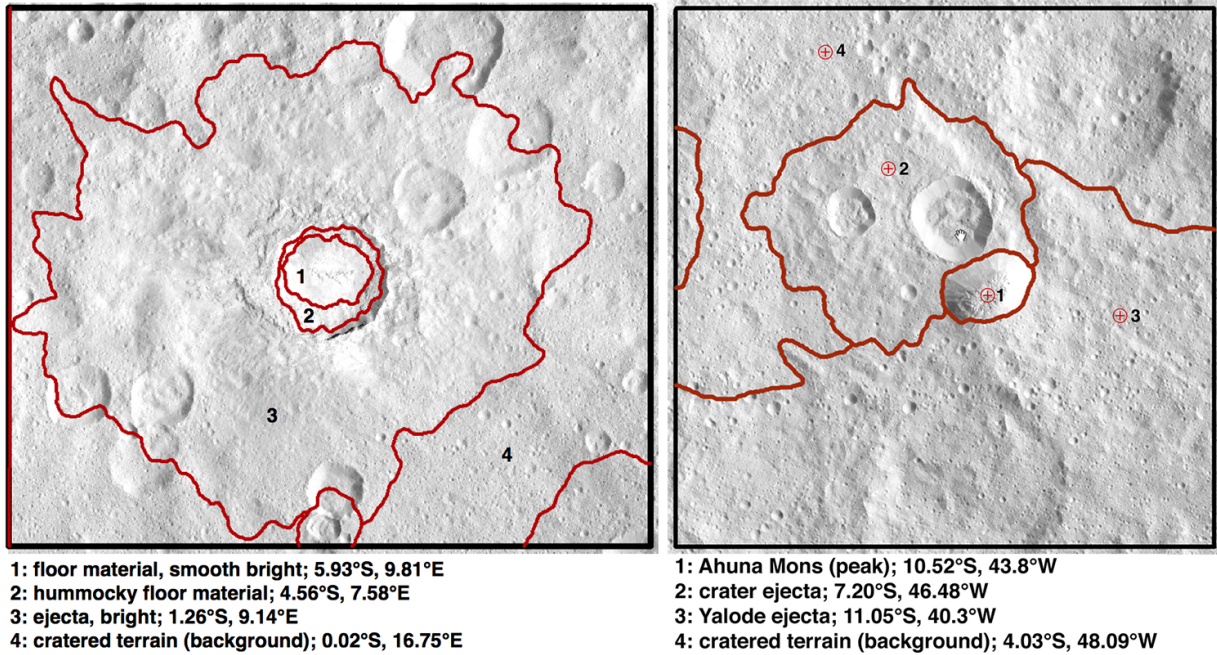 1
2
3
4
1: floor material, smooth bright; 5.93°S, 9.81°E
2: hummocky floor material; 4.56°S, 7.58°E
3: ejecta, bright; 1.26°S, 9.14°E
4: cratered terrain (background); 0.02°S, 16.75°E
4
2
1
3
1: Ahuna Mons (peak); 10.52°S, 43.8°W
2: crater ejecta; 7.20°S, 46.48°W
3: Yalode ejecta; 11.05°S, 40.3°W
4: cratered terrain (background); 4.03°S, 48.09°W